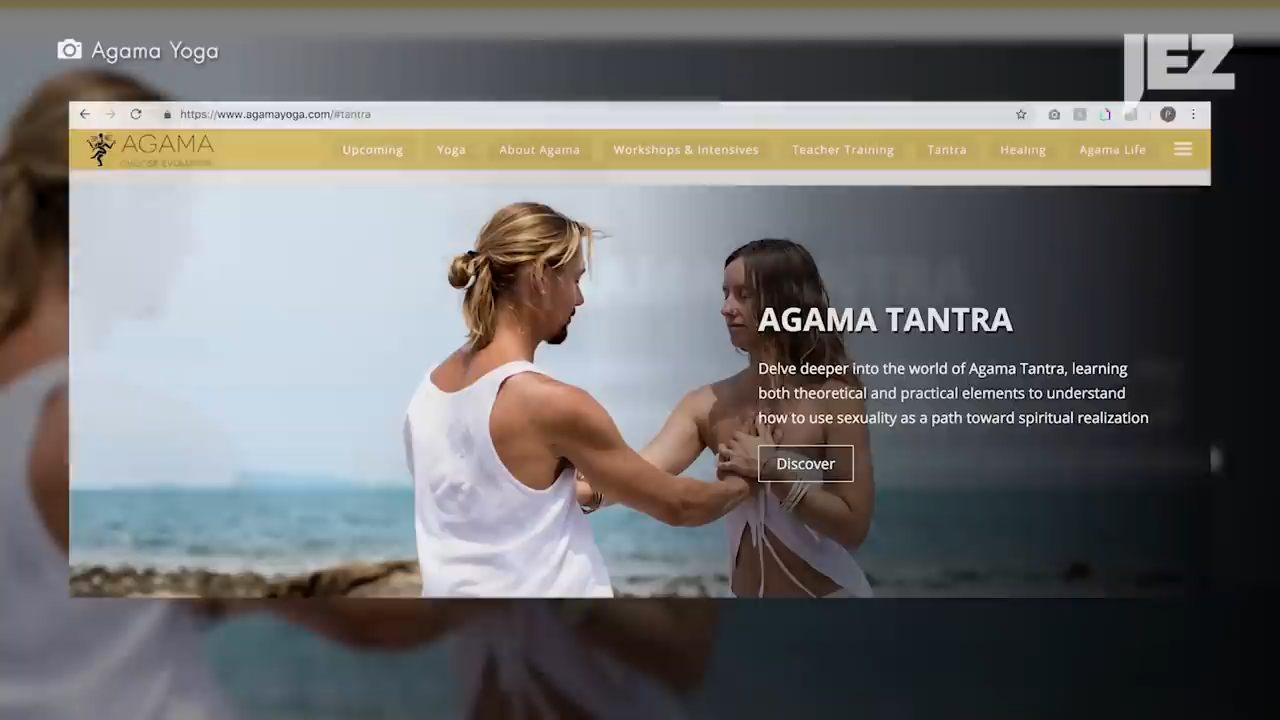 Agama Yoga
JEZ
https://www.agamayoga.com/#tantra
P
AGAMA
CHOOSE EVOLUTION
Upcoming
Yoga
About Agama
Workshops & Intensives
Teacher Training
Tantra
Healing
Agama Life
AGAMA TANTRA
Delve deeper into the world of Agama Tantra, learning
both theoretical and practical elements to understand
how to use sexuality as a path toward spiritual realization
Discover